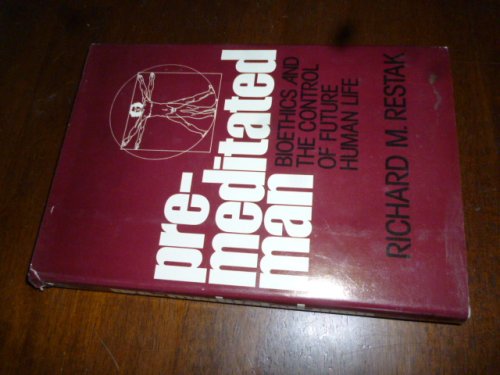 pre-
meditated
man
BIOETHICS AND
THE CONTROL
OF FUTURE
HUMAN LIFE
RICHARD M. RESTAK